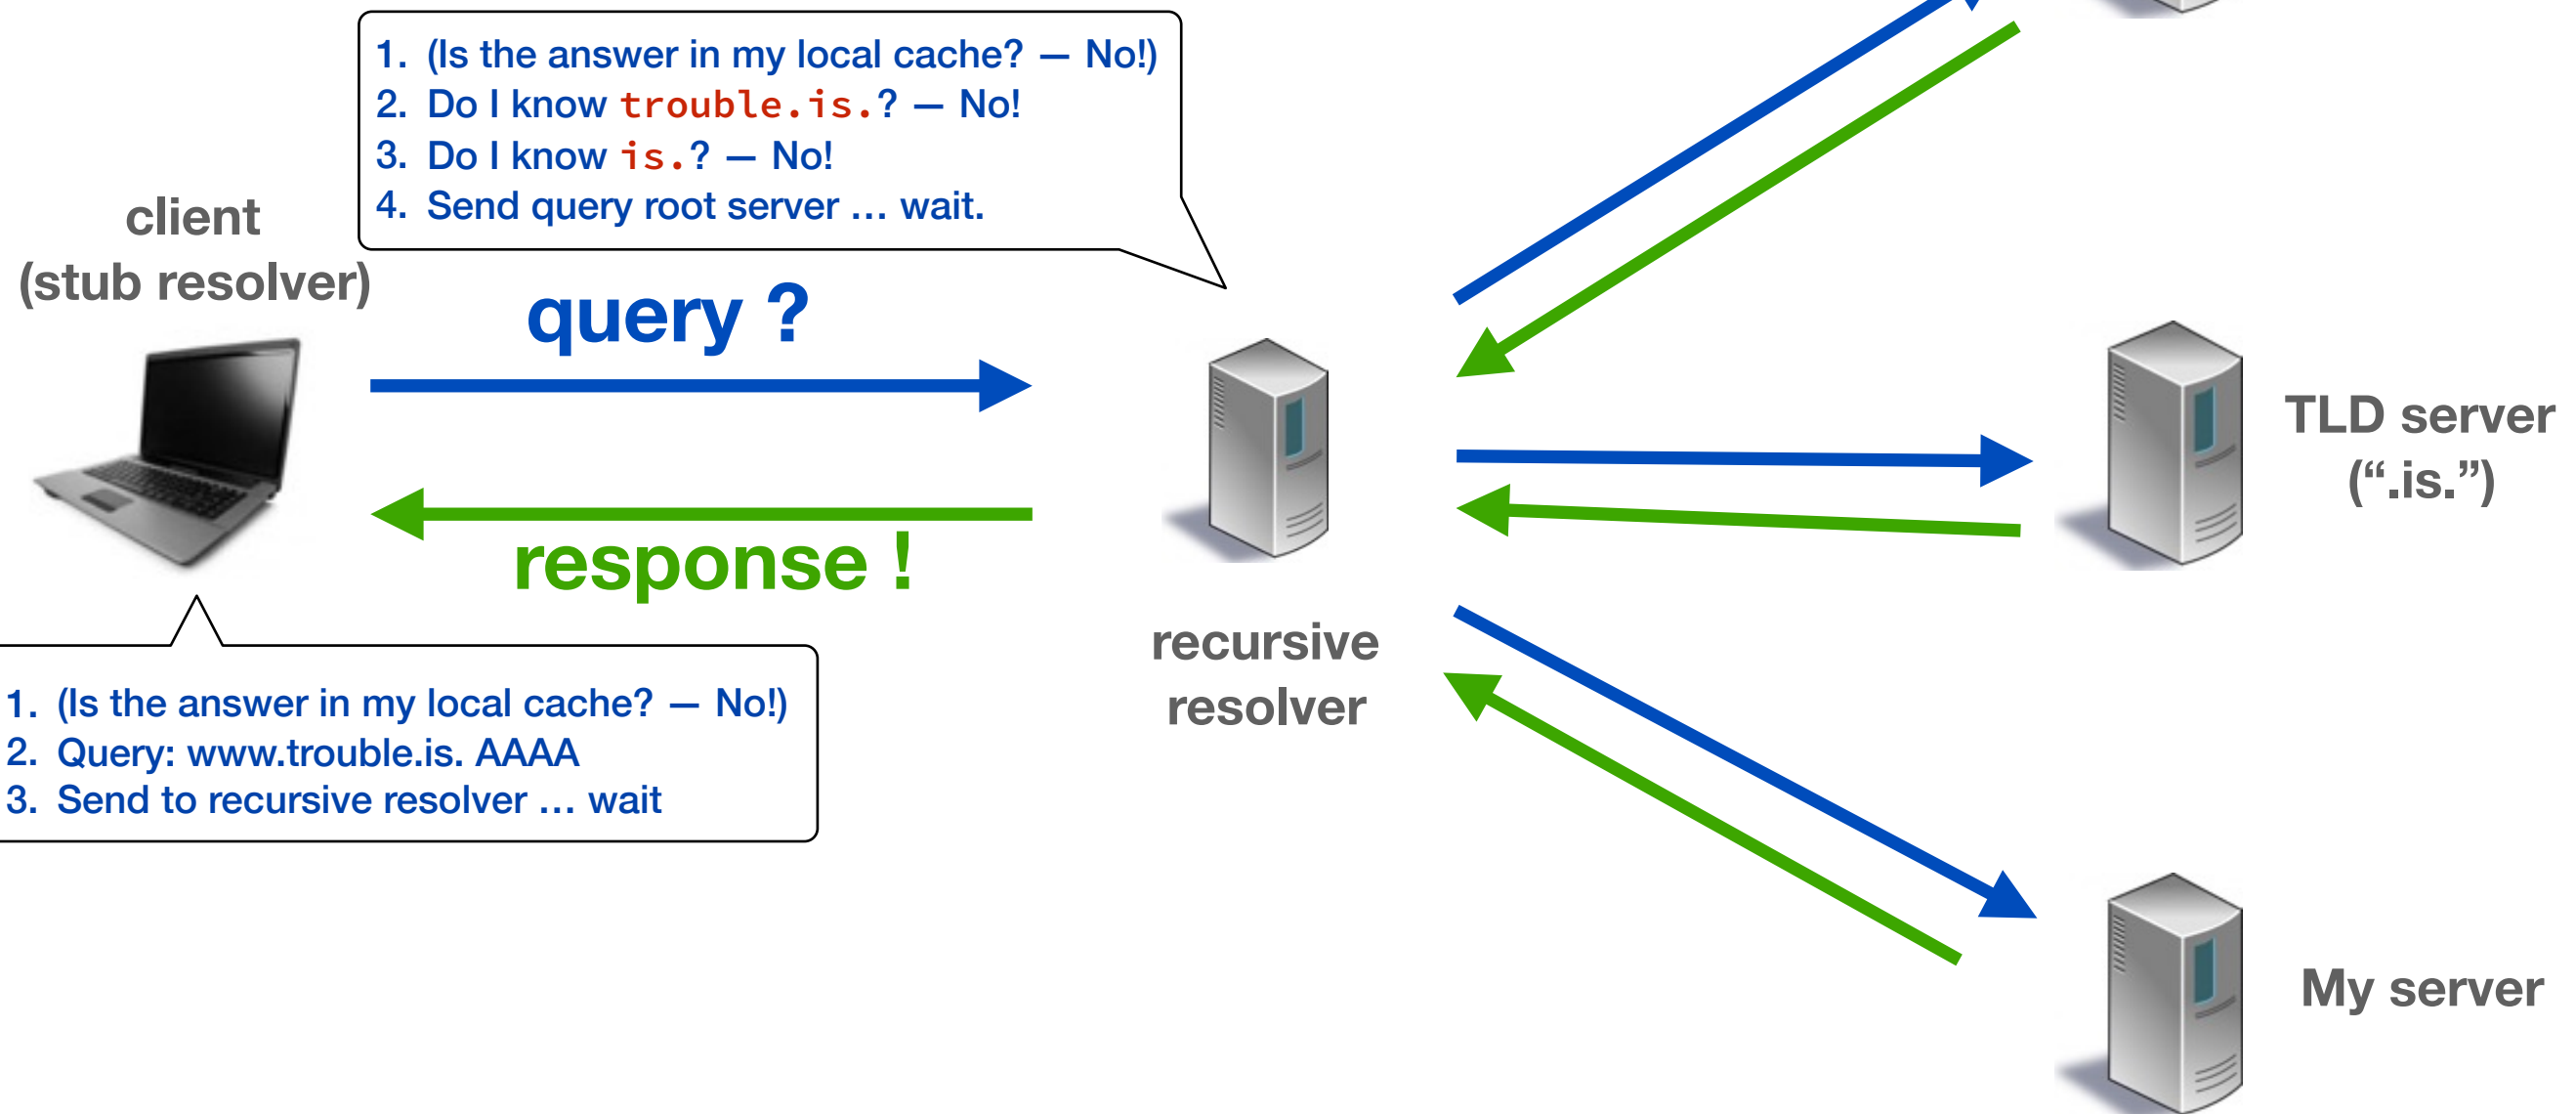 1. (Is the answer in my local cache? — No!)
2. Do I know trouble.is.? — No!
3. Do I know is.? — No!
4. Send query root server … wait.
client
(stub resolver)
query ?
response !
TLD server
(“.is.”)
recursive
resolver
1. (Is the answer in my local cache? — No!)
2. Query: www.trouble.is. AAAA
3. Send to recursive resolver … wait
My server